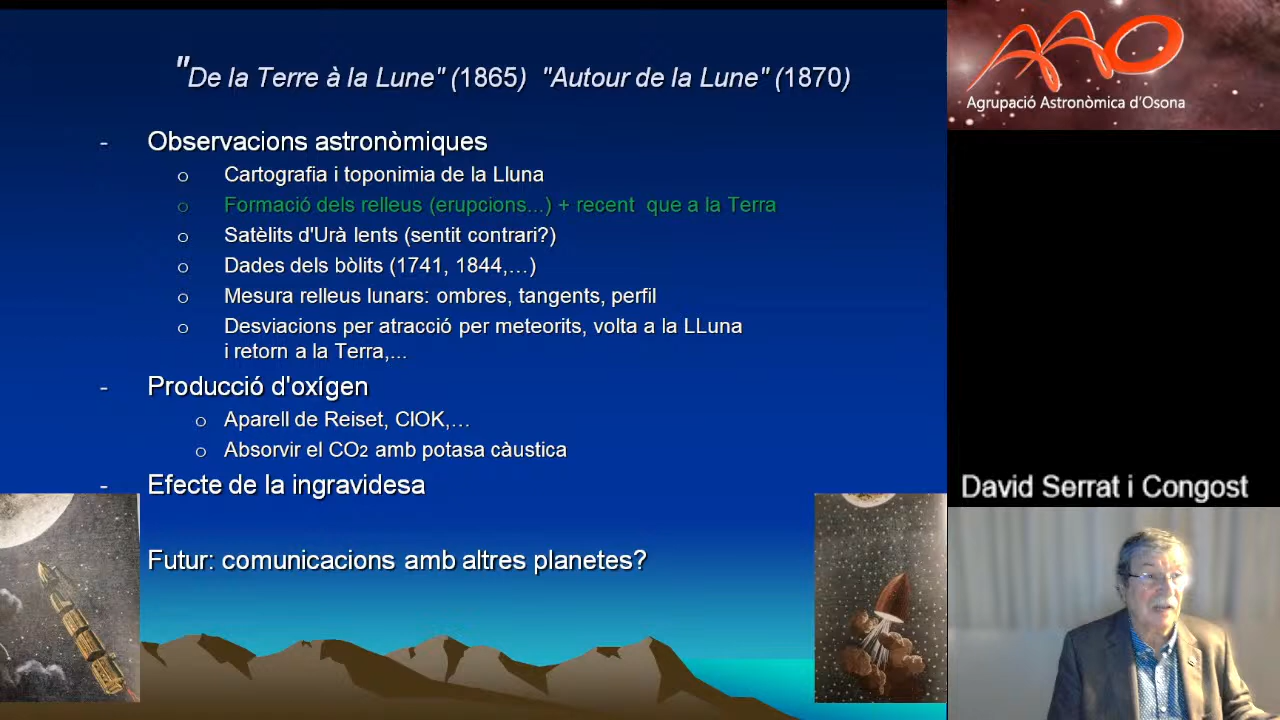 "De la Terre à la Lune" (1865) "Autour de la Lune" (1870)
- Observacions astronòmiques
o Cartografia i toponimia de la Lluna
o Formació dels relleus (erupcions...) + recent que a la Terra
o Satèlits d'Urà lents (sentit contrari?)
o Dades dels bòlits (1741, 1844,…)
o Mesura relleus lunars: ombres, tangents, perfil
o Desviacions per atracció per meteorits, volta a la LLuna
i retorn a la Terra,...
- Producció d'oxígen
o Aparell de Reiset, ClOK,…
o Absorvir el CO2 amb potasa càustica
- Efecte de la ingravidesa
Futur: comunicacions amb altres planetes?
AAO
Agrupació Astronòmica d'Osona
David Serrat i Congost